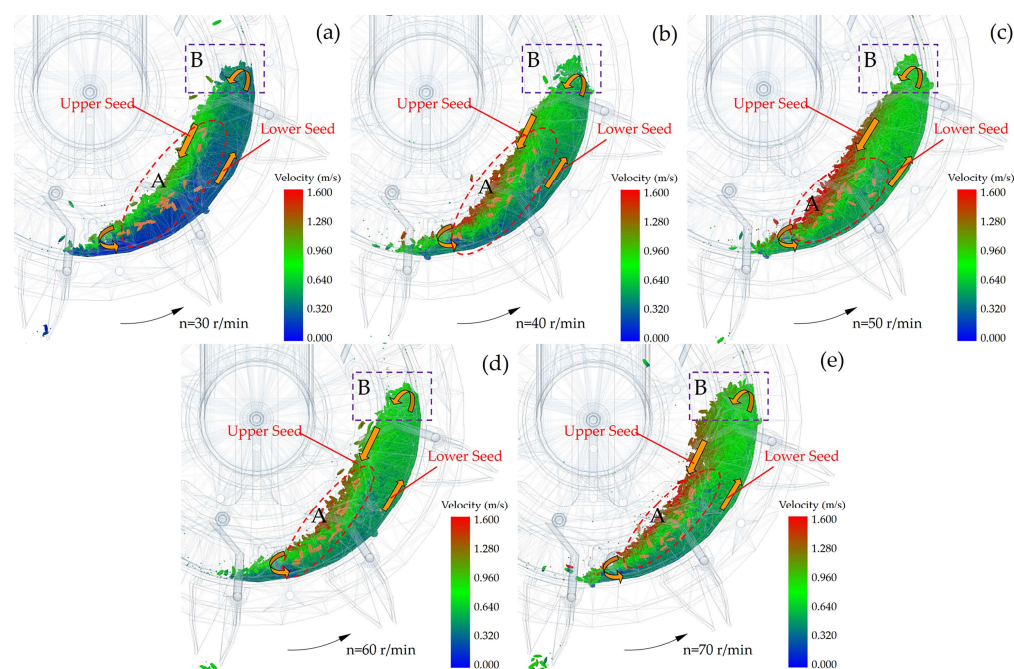 (a)
B
Upper Seed
Lower Seed
A
Velocity (m/s)
1.600
1.280
0.960
0.640
0.320
0.000
n=30 r/min
(b)
B
Upper Seed
Lower Seed
A
Velocity (m/s)
1.600
1.280
0.960
0.640
0.320
0.000
n=40 r/min
(c)
B
Upper Seed
Lower Seed
A
Velocity (m/s)
1.600
1.280
0.960
0.640
0.320
0.000
n=50 r/min
(d)
B
Upper Seed
Lower Seed
A
Velocity (m/s)
1.600
1.280
0.960
0.640
0.320
0.000
n=60 r/min
(e)
B
Upper Seed
Lower Seed
A
Velocity (m/s)
1.600
1.280
0.960
0.640
0.320
0.000
n=70 r/min